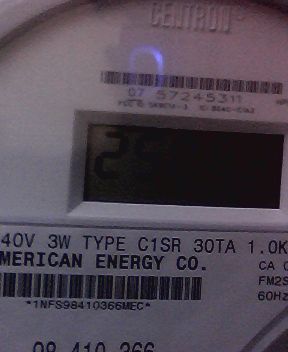 CENTRON
07 57245311
25
40V 3W TYPE C1SR 30TA 1.0K
MERICAN ENERGY CO.
CA
FM2S
60Hz
*1NFS98410366MEC*
98 410 366